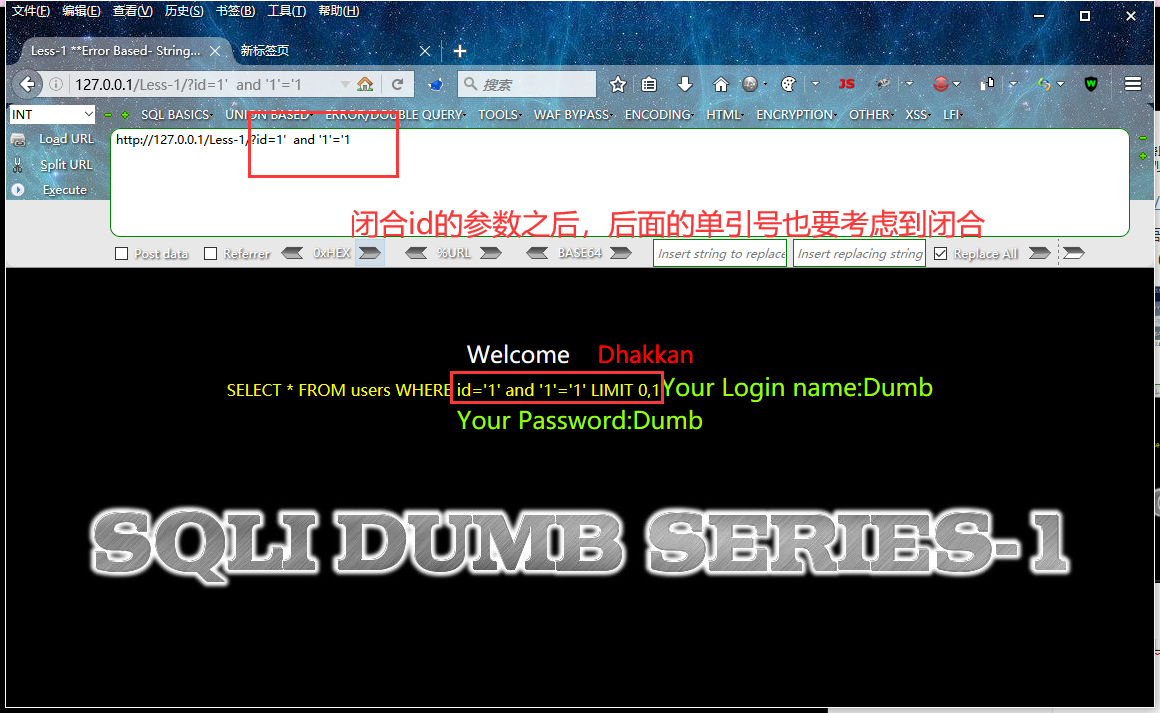 文件(F) 编辑(E) 查看(V) 历史(S) 书签(B) 工具(T) 帮助(H)
Less-1 **Error Based- String... 新标签页
127.0.0.1/Less-1/?id=1' and '1'='1 搜索 JS
INT SQL BASICS UNION BASED ERROR/DOUBLE QUERY TOOLS WAF BYPASS ENCODING HTML ENCRYPTION OTHER XSS LFI
Load URL http://127.0.0.1/Less-1/?id=1' and '1'='1
Split URL
Execute
闭合id的参数之后，后面的单引号也要考虑到闭合
Post data Referrer 0xHEX %URL BASE64 Insert string to replace Insert replacing string Replace All
Welcome Dhakkan
SELECT * FROM users WHERE id='1' and '1'='1' LIMIT 0,1Your Login name:Dumb
Your Password:Dumb
SQLI DUMB SERIES-1